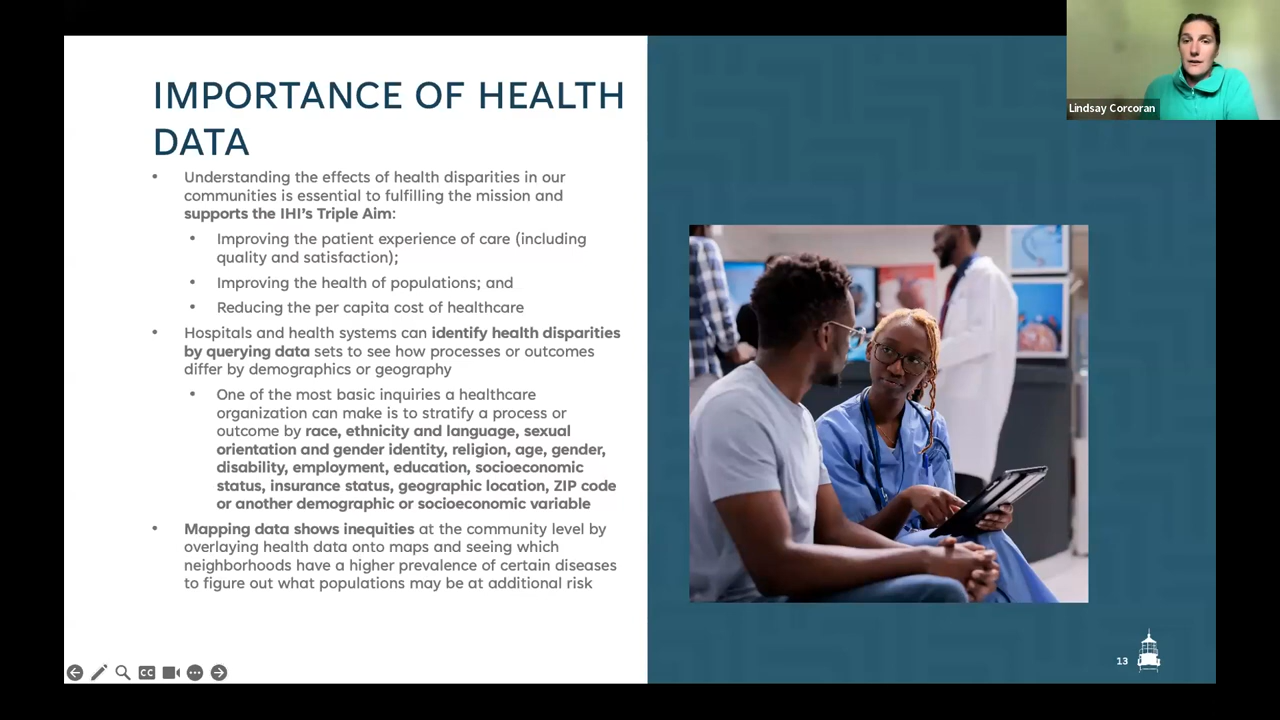 IMPORTANCE OF HEALTH
DATA
• Understanding the effects of health disparities in our
communities is essential to fulfilling the mission and
supports the IHI's Triple Aim:
• Improving the patient experience of care (including
quality and satisfaction);
• Improving the health of populations; and
• Reducing the per capita cost of healthcare
• Hospitals and health systems can identify health disparities
by querying data sets to see how processes or outcomes
differ by demographics or geography
• One of the most basic inquiries a healthcare
organization can make is to stratify a process or
outcome by race, ethnicity and language, sexual
orientation and gender identity, religion, age, gender,
disability, employment, education, socioeconomic
status, insurance status, geographic location, ZIP code
or another demographic or socioeconomic variable
• Mapping data shows inequities at the community level by
overlaying health data onto maps and seeing which
neighborhoods have a higher prevalence of certain diseases
to figure out what populations may be at additional risk
Lindsay Corcoran
CC
13